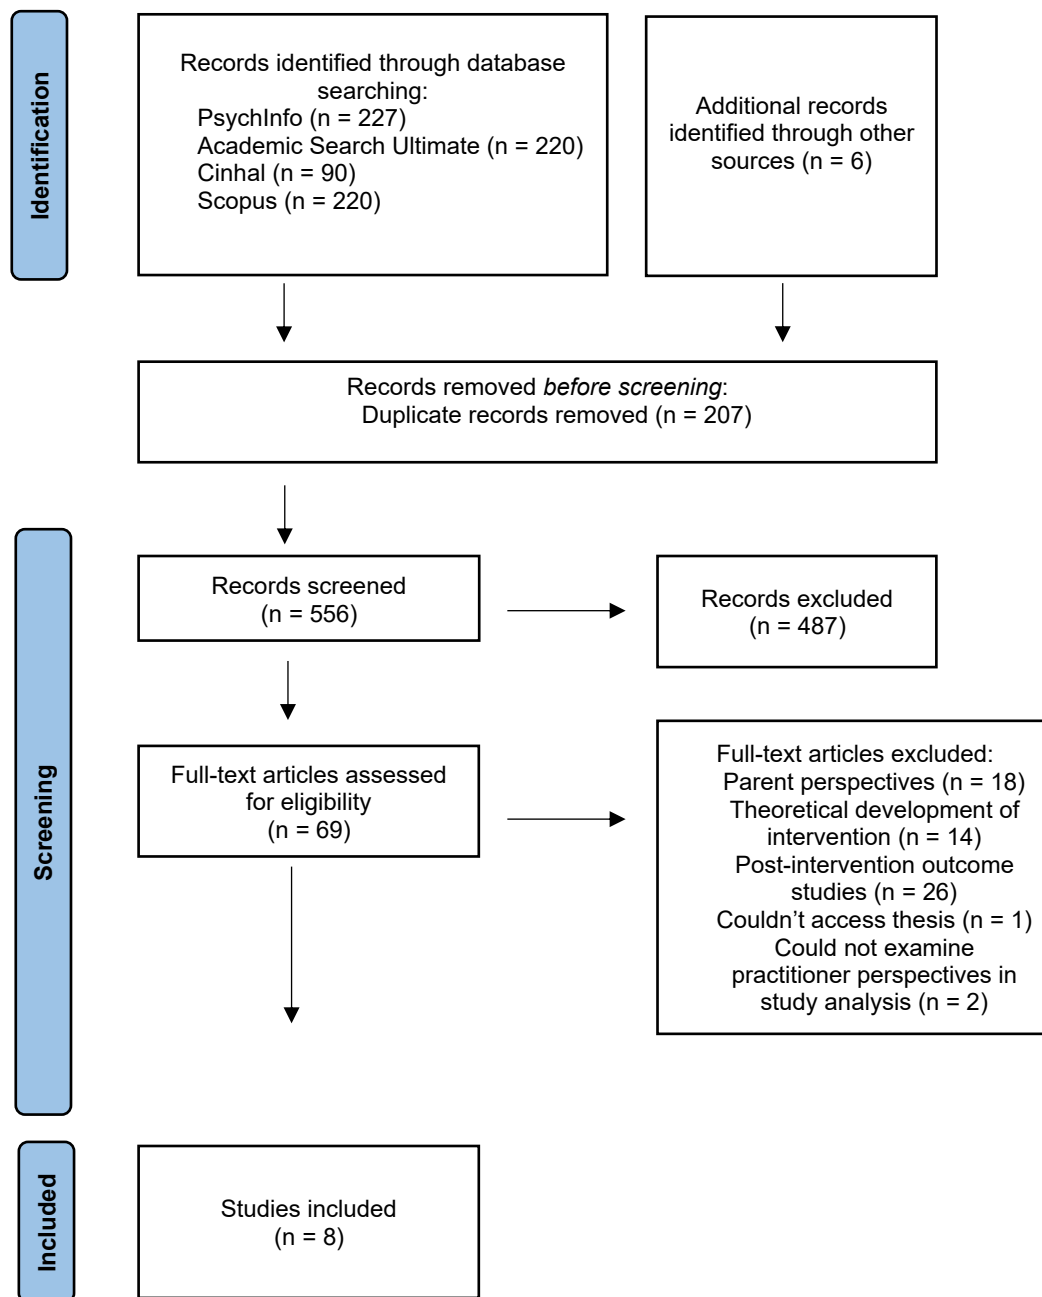 Identification
Records identified through database
searching:
PsychInfo (n = 227)
Academic Search Ultimate (n = 220)
Cinhal (n = 90)
Scopus (n = 220)
Additional records
identified through other
sources (n = 6)
Records removed before screening:
Duplicate records removed (n = 207)
Screening
Records screened
(n = 556)
Records excluded
(n = 487)
Full-text articles assessed
for eligibility
(n = 69)
Full-text articles excluded:
Parent perspectives (n = 18)
Theoretical development of
intervention (n = 14)
Post-intervention outcome
studies (n = 26)
Couldn’t access thesis (n = 1)
Could not examine
practitioner perspectives in
study analysis (n = 2)
Included
Studies included
(n = 8)